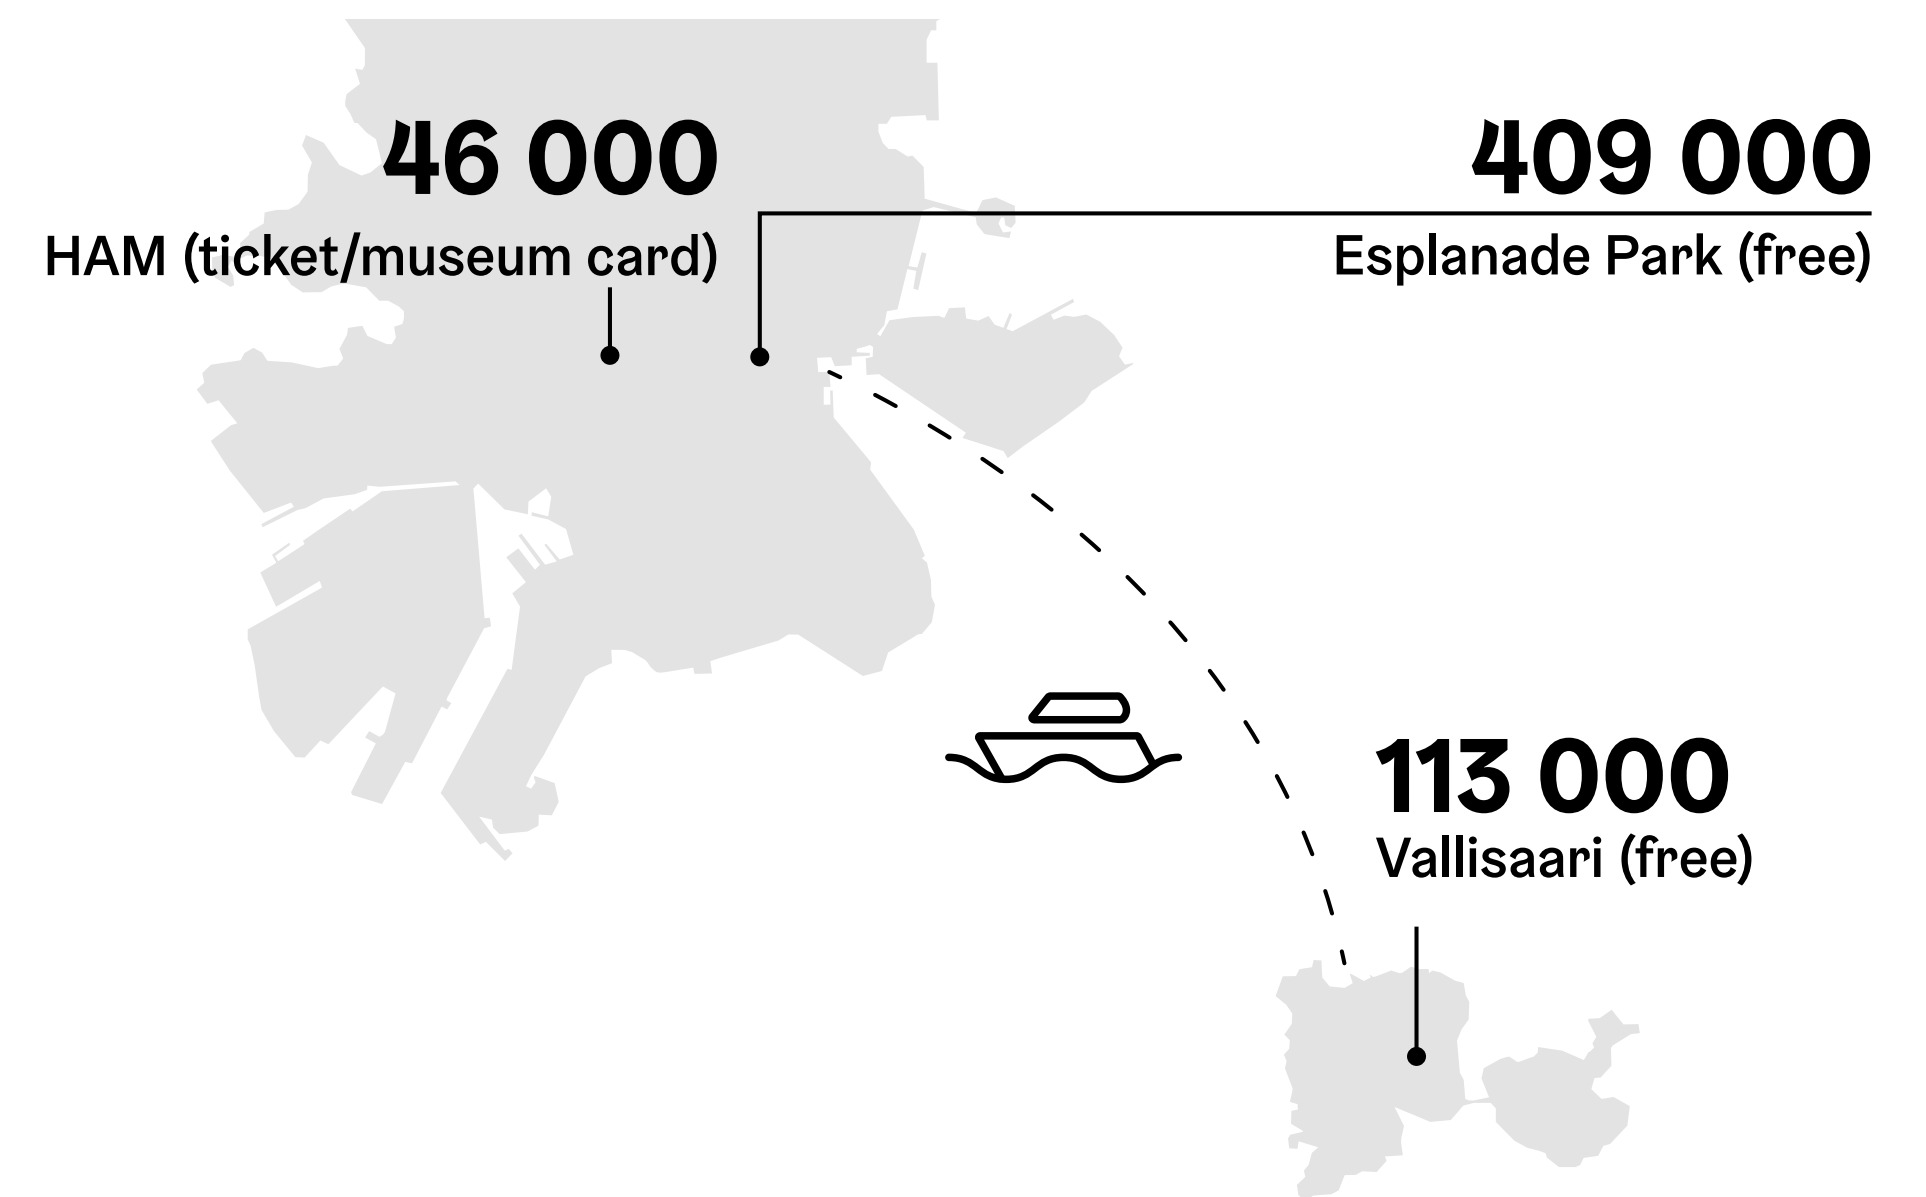 46 000
HAM (ticket/museum card)
409 000
Esplanade Park (free)
113 000
Vallisaari (free)